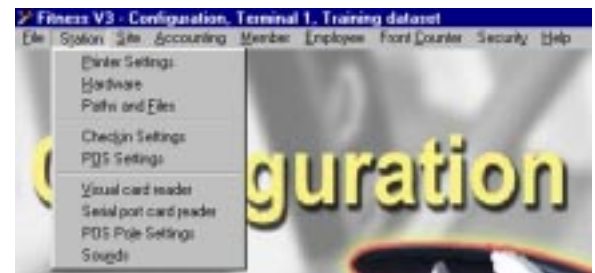 Fitness V3 - Configuration, Terminal 1, Training dataset
File Station Site Accounting Member Employee Front Counter Security Help
Printer Settings
Hardware
Paths and Files
Checkin Settings
POS Settings
Visual card reader
Serial port card reader
POS Pole Settings
Sounds
C guration